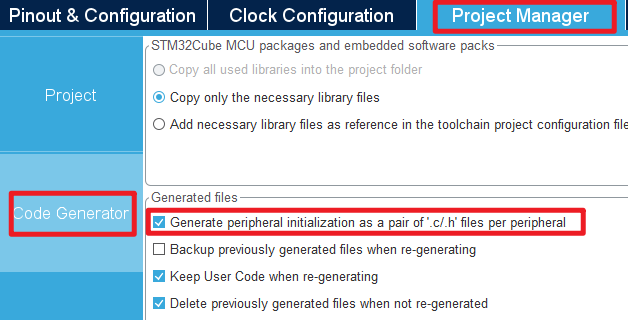 Pinout & Configuration
Clock Configuration
Project Manager
STM32Cube MCU packages and embedded software packs
Copy all used libraries into the project folder
Project
Copy only the necessary library files
Add necessary library files as reference in the toolchain project configuration file
Generated files
Code Generator
Generate peripheral initialization as a pair of '.c/.h' files per peripheral
Backup previously generated files when re-generating
Keep User Code when re-generating
Delete previously generated files when not re-generated